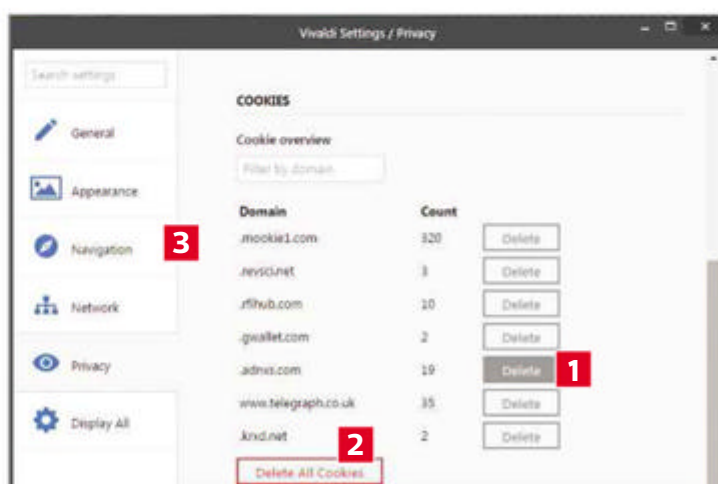 Vivaldi Settings / Privacy
Search settings
General
Appearance
Navigation
3
Network
Privacy
Display All
COOKIES
Cookie overview
Filter by domain
Domain Count
.mookie1.com 320 Delete
.revsci.net 3 Delete
.rfihub.com 10 Delete
.gwallet.com 2 Delete
.adnxs.com 19 Delete 1
www.telegraph.co.uk 35 Delete
.krxd.net 2 Delete
2
Delete All Cookies